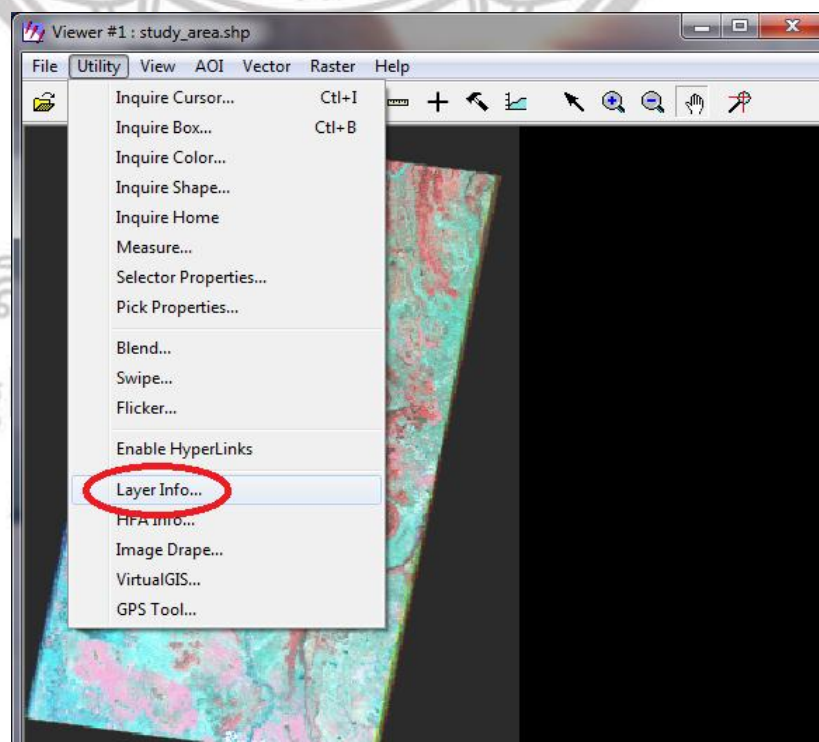 Viewer #1 : study_area.shp
File Utility View AOI Vector Raster Help
Inquire Cursor... Ctl+I
Inquire Box... Ctl+B
Inquire Color...
Inquire Shape...
Inquire Home
Measure...
Selector Properties...
Pick Properties...
Blend...
Swipe...
Flicker...
Enable HyperLinks
Layer Info...
HFA Info...
Image Drape...
VirtualGIS...
GPS Tool...